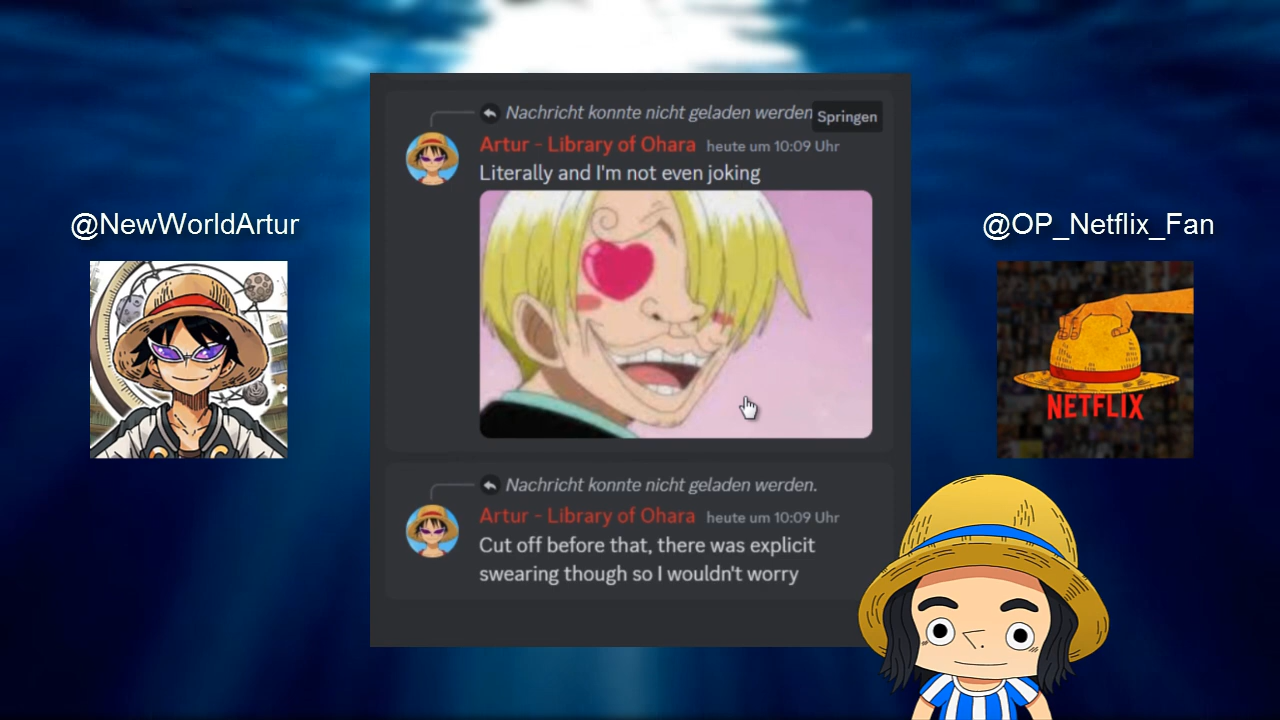 @NewWorldArtur
@OP_Netflix_Fan
NETFLIX
Nachricht konnte nicht geladen werden
Springen
Artur - Library of Ohara heute um 10:09 Uhr
Literally and I'm not even joking
Nachricht konnte nicht geladen werden.
Artur - Library of Ohara heute um 10:09 Uhr
Cut off before that, there was explicit
swearing though so I wouldn't worry